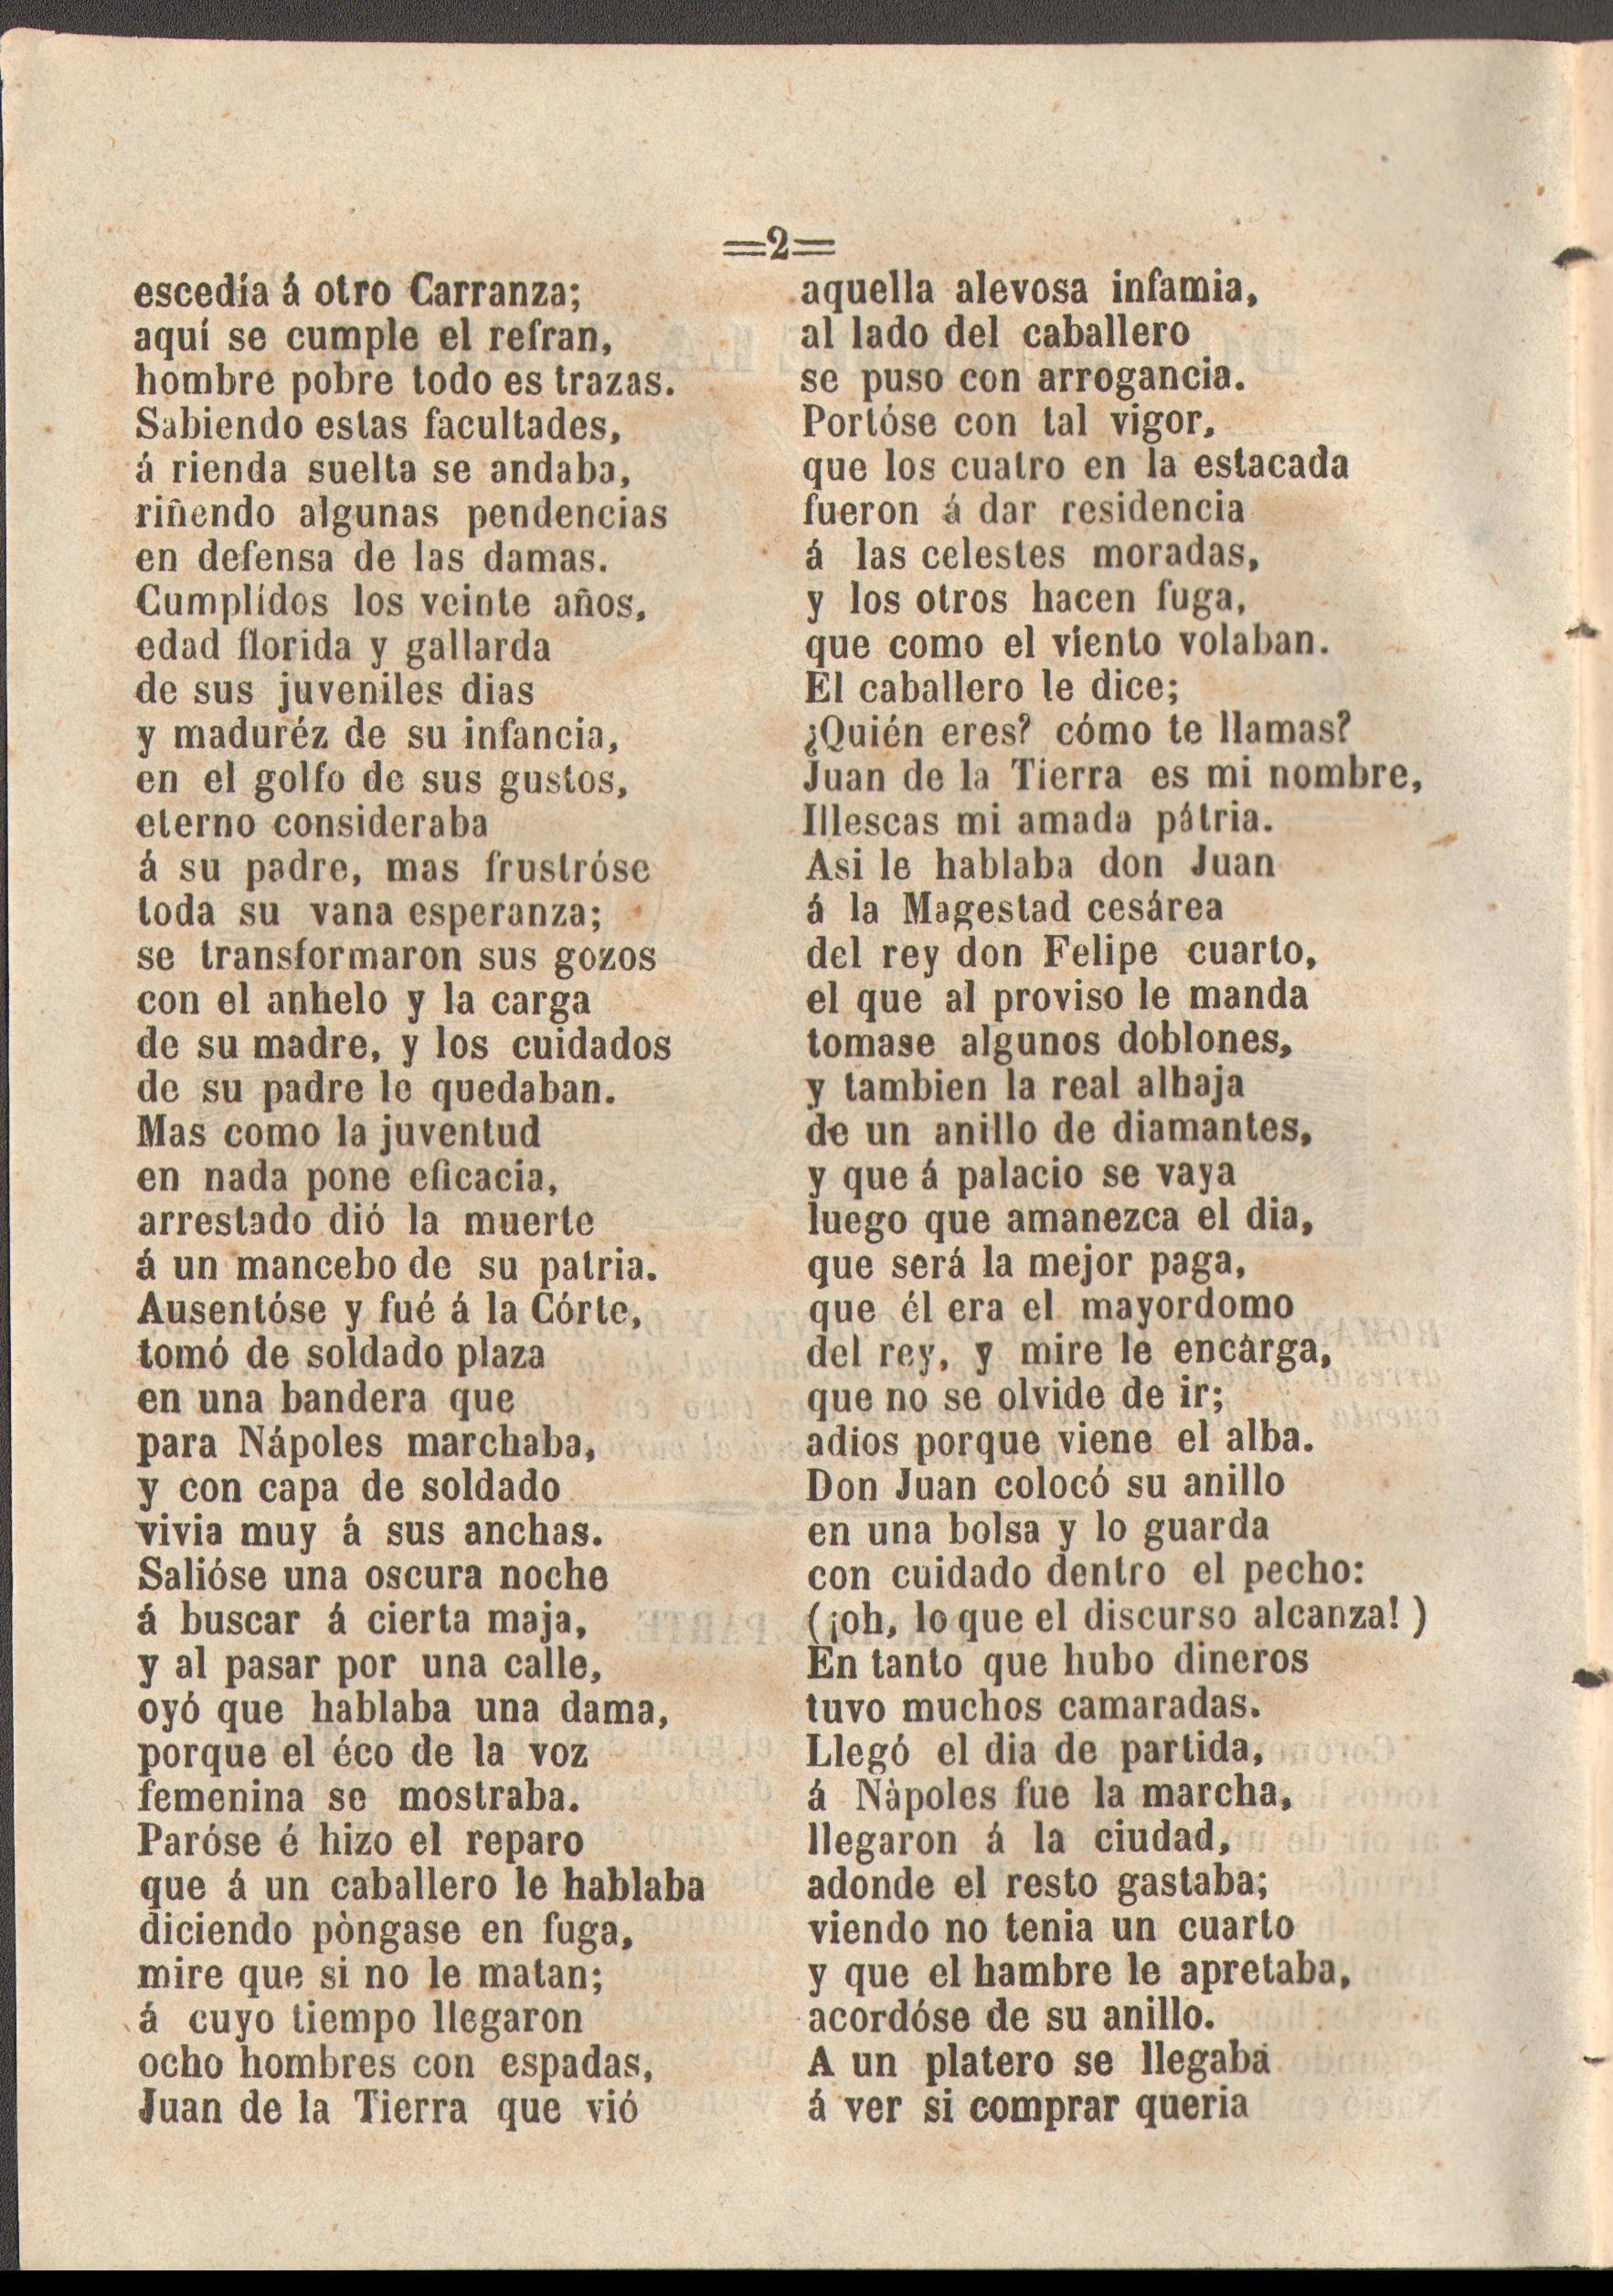 =2=
escedía á otro Carranza;
aquí se cumple el refran,
hombre pobre todo es trazas.
Sabiendo estas facultades,
á rienda suelta se andaba,
riñendo algunas pendencias
en defensa de las damas.
Cumplídos los veinte años,
edad florida y gallarda
de sus juveniles dias
y maduréz de su infancia,
en el golfo de sus gustos,
eterno consideraba
á su padre, mas frustróse
toda su vana esperanza;
se transformaron sus gozos
con el anhelo y la carga
de su madre, y los cuidados
de su padre le quedaban.
Mas como la juventud
en nada pone eficacia,
arrestado dió la muerte
á un mancebo de su patria.
Ausentóse y fué á la Córte,
tomó de soldado plaza
en una bandera que
para Nápoles marchaba,
y con capa de soldado
vivia muy á sus anchas.
Salióse una oscura noche
á buscar á cierta maja,
y al pasar por una calle,
oyó que hablaba una dama,
porque el éco de la voz
femenina se mostraba.
Paróse é hizo el reparo
que á un caballero le hablaba
diciendo pòngase en fuga,
mire que si no le matan;
á cuyo tiempo llegaron
ocho hombres con espadas,
Juan de la Tierra que vió
aquella alevosa infamia,
al lado del caballero
se puso con arrogancia.
Portóse con tal vigor,
que los cuatro en la estacada
fueron á dar residencia
á las celestes moradas,
y los otros hacen fuga,
que como el viento volaban.
El caballero le dice;
¿Quién eres? cómo te llamas?
Juan de la Tierra es mi nombre,
Illescas mi amada pátria.
Asi le hablaba don Juan
á la Magestad cesárea
del rey don Felipe cuarto,
el que al proviso le manda
tomase algunos doblones,
y tambien la real alhaja
de un anillo de diamantes,
y que á palacio se vaya
luego que amanezca el dia,
que será la mejor paga,
que él era el mayordomo
del rey, y mire le encàrga,
que no se olvide de ir;
adios porque viene el alba.
Don Juan colocó su anillo
en una bolsa y lo guarda
con cuidado dentro el pecho:
(¡oh, lo que el discurso alcanza! )
En tanto que hubo dineros
tuvo muchos camaradas.
Llegó el dia de partida,
á Nàpoles fue la marcha,
llegaron á la ciudad,
adonde el resto gastaba;
viendo no tenia un cuarto
y que el hambre le apretaba,
acordóse de su anillo.
A un platero se llegaba
á ver si comprar queria